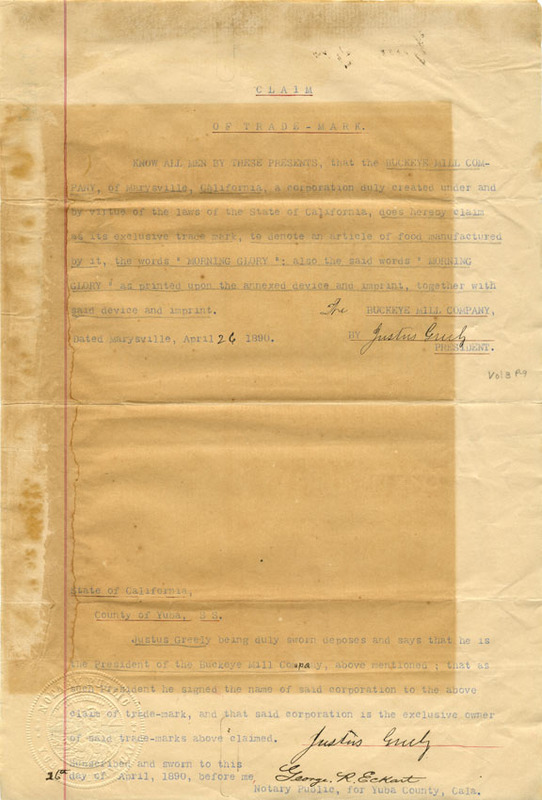 CLAIM
OF TRADE-MARK.
KNOW ALL MEN BY THESE PRESENTS, that the BUCKEYE MILL COM-
PANY, of Marysville, California, a corporation duly created under and
by virtue of the laws of the State of California, does hereby claim
as its exclusive trade mark, to denote an article of food manufactured
by it, the words " MORNING GLORY ": also the said words " MORNING
GLORY " as printed upon the annexed device and imprint, together with
said device and imprint.
The BUCKEYE MILL COMPANY,
Dated Marysville, April 26 1890.
BY Justus Greely
PRESIDENT.
Vol 3 P9
State of California,
County of Yuba, S S.
Justus Greely being duly sworn deposes and says that he is
the President of the Buckeye Mill Company, above mentioned ; that as
such President he signed the name of said corporation to the above
claim of trade-mark, and that said corporation is the exclusive owner
of said trade-marks above claimed.
Justus Greely
Subscribed and sworn to this
26th day of April, 1890, before me,
George R. Eckart
Notary Public, for Yuba County, Cala.